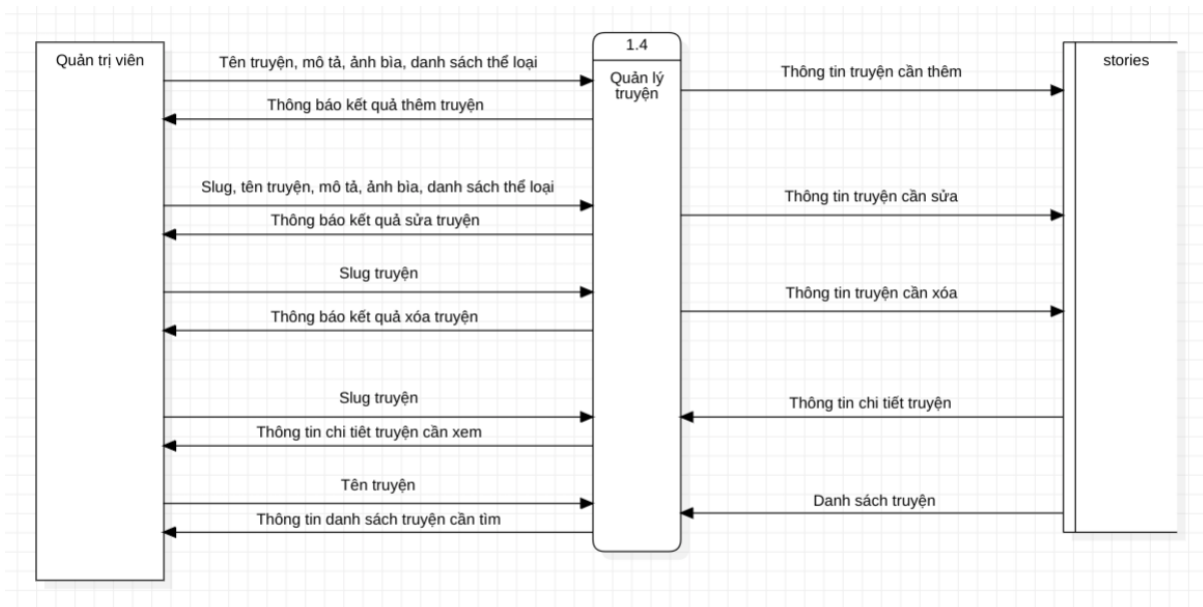 Quản trị viên
Tên truyện, mô tả, ảnh bìa, danh sách thể loại
Thông báo kết quả thêm truyện
Slug, tên truyện, mô tả, ảnh bìa, danh sách thể loại
Thông báo kết quả sửa truyện
Slug truyện
Thông báo kết quả xóa truyện
Slug truyện
Thông tin chi tiêt truyện cần xem
Tên truyện
Thông tin danh sách truyện cần tìm
1.4
Quản lý
truyện
Thông tin truyện cần thêm
Thông tin truyện cần sửa
Thông tin truyện cần xóa
Thông tin chi tiết truyện
Danh sách truyện
stories